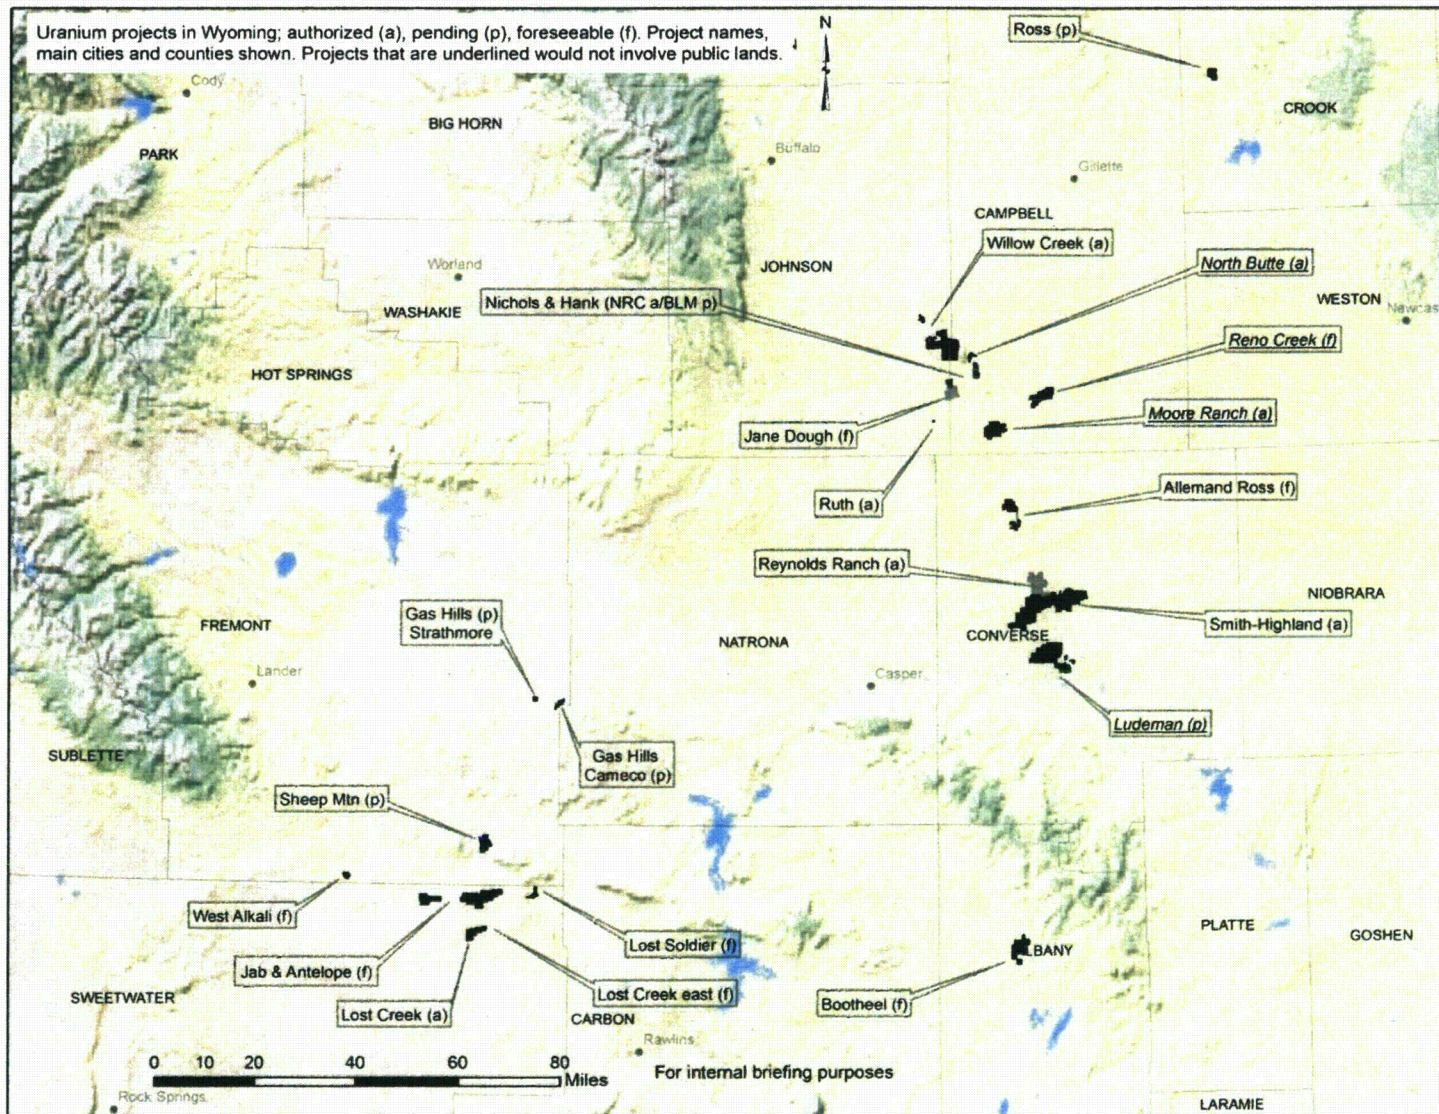 Uranium projects in Wyoming; authorized (a), pending (p), foreseeable (f). Project names,
main cities and counties shown. Projects that are underlined would not involve public lands.
N
Ross (p)
Cody
CROOK
BIG HORN
PARK
Buffalo
Gillette
CAMPBELL
Willow Creek (a)
North Butte (a)
JOHNSON
Worland
Nichols & Hank (NRC a/BLM p)
WESTON
Newcas
WASHAKIE
Reno Creek (f)
HOT SPRINGS
Moore Ranch (a)
Jane Dough (f)
Allemand Ross (f)
Ruth (a)
Reynolds Ranch (a)
NIOBRARA
Gas Hills (p)
Strathmore
Smith-Highland (a)
FREMONT
CONVERSE
NATRONA
Lander
Casper
Ludeman (p)
SUBLETTE
Gas Hills
Cameco (p)
Sheep Mtn (p)
West Alkali (f)
PLATTE
GOSHEN
Lost Soldier (f)
LBANY
Jab & Antelope (f)
Lost Creek east (f)
SWEETWATER
Bootheel (f)
Lost Creek (a)
CARBON
Rawlins
0 10 20 40 60 80
Miles
For internal briefing purposes
Rock Springs
LARAMIE